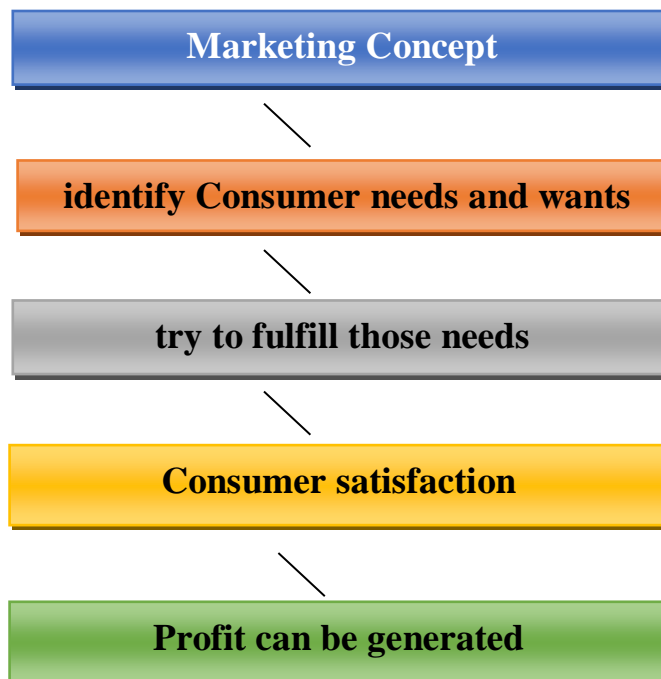 Marketing Concept
identify Consumer needs and wants
try to fulfill those needs
Consumer satisfaction
Profit can be generated